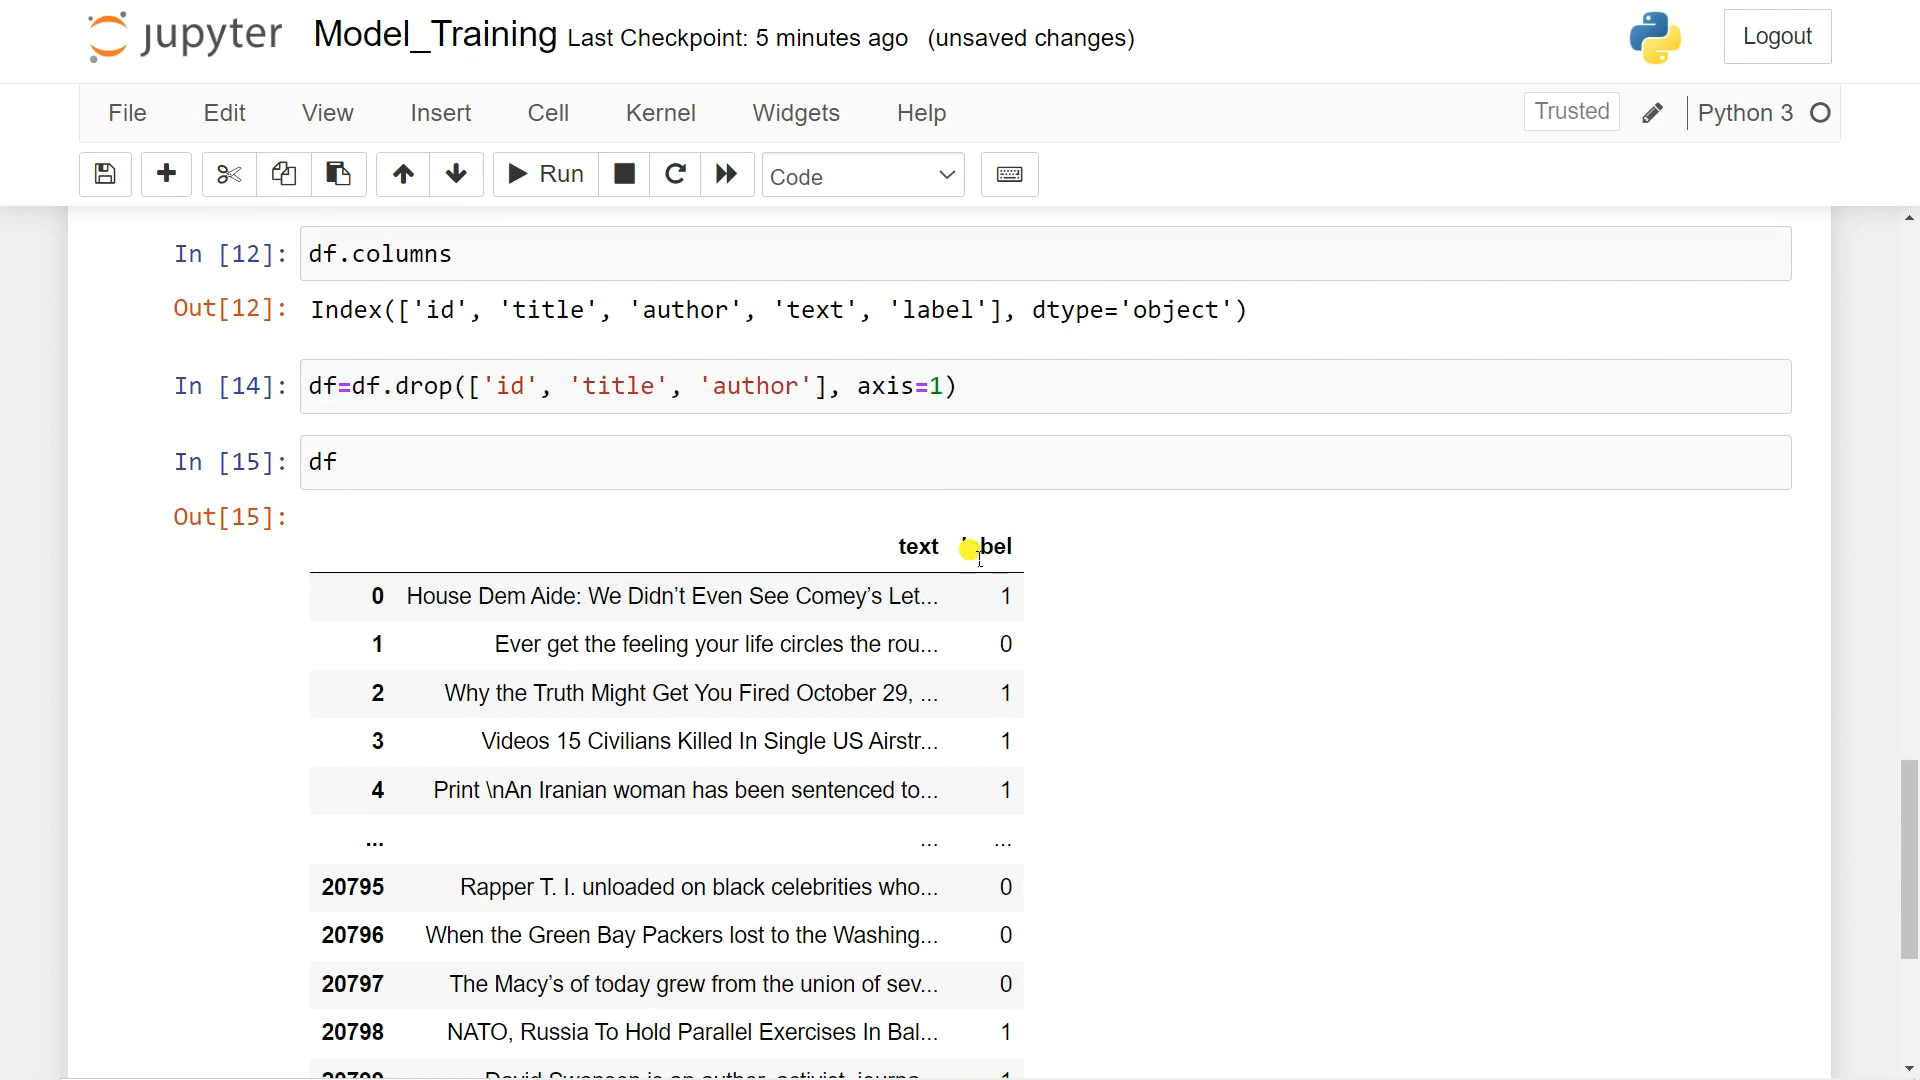 jupyter Model_Training Last Checkpoint: 5 minutes ago (unsaved changes) Logout
File Edit View Insert Cell Kernel Widgets Help Trusted Python 3
Run Code
In [12]: df.columns
Out[12]: Index(['id', 'title', 'author', 'text', 'label'], dtype='object')
In [14]: df=df.drop(['id', 'title', 'author'], axis=1)
In [15]: df
Out[15]:
text
0 House Dem Aide: We Didn’t Even See Comey’s Let... 1
1 Ever get the feeling your life circles the rou... 0
2 Why the Truth Might Get You Fired October 29, ... 1
3 Videos 15 Civilians Killed In Single US Airstr... 1
4 Print \nAn Iranian woman has been sentenced to... 1
... ... ...
20795 Rapper T. I. unloaded on black celebrities who... 0
20796 When the Green Bay Packers lost to the Washing... 0
20797 The Macy’s of today grew from the union of sev... 0
20798 NATO, Russia To Hold Parallel Exercises In Bal... 1